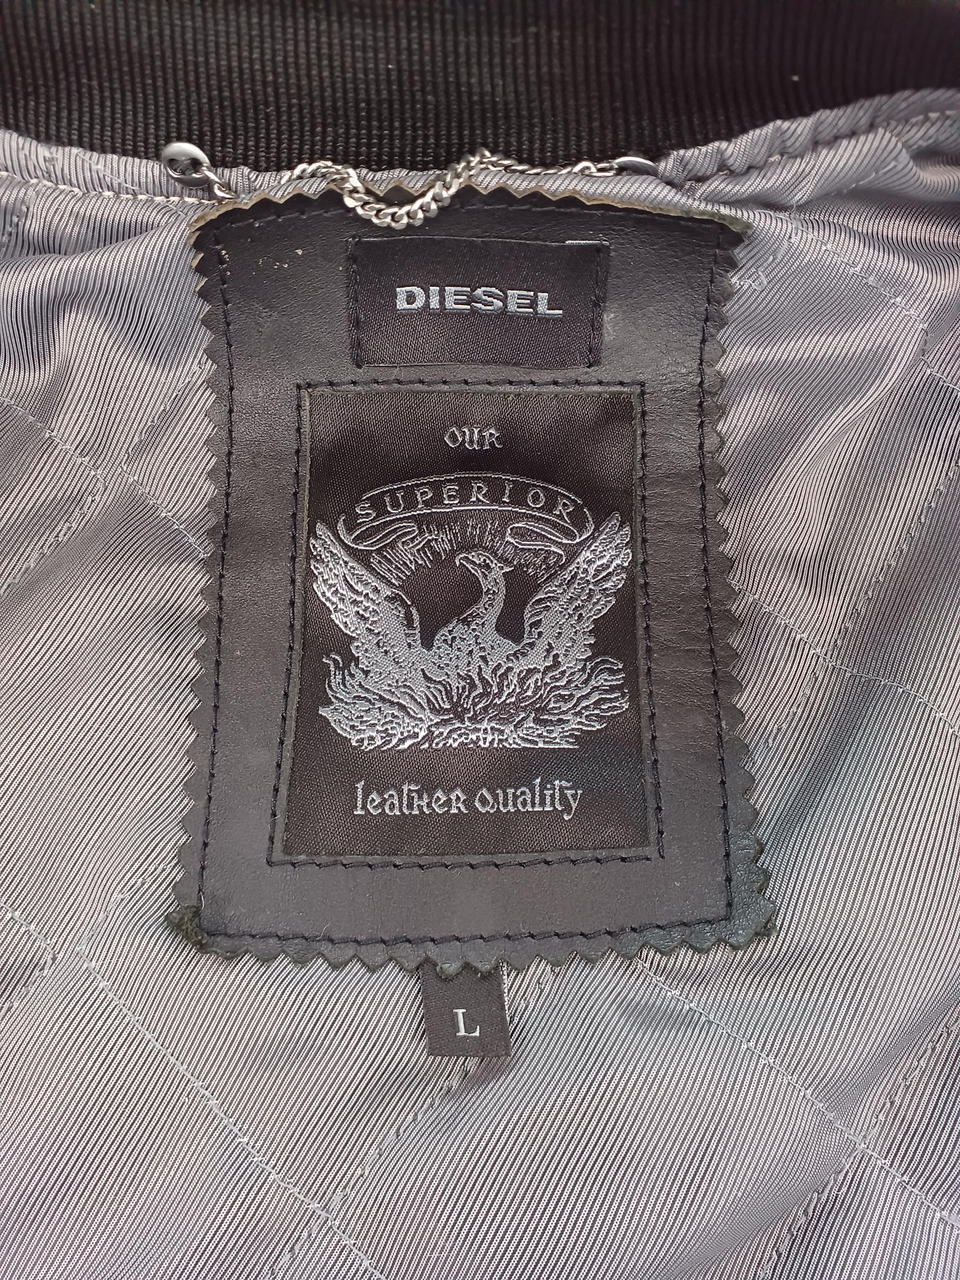 DIESEL
OUR
SUPERIOR
leather quality
L